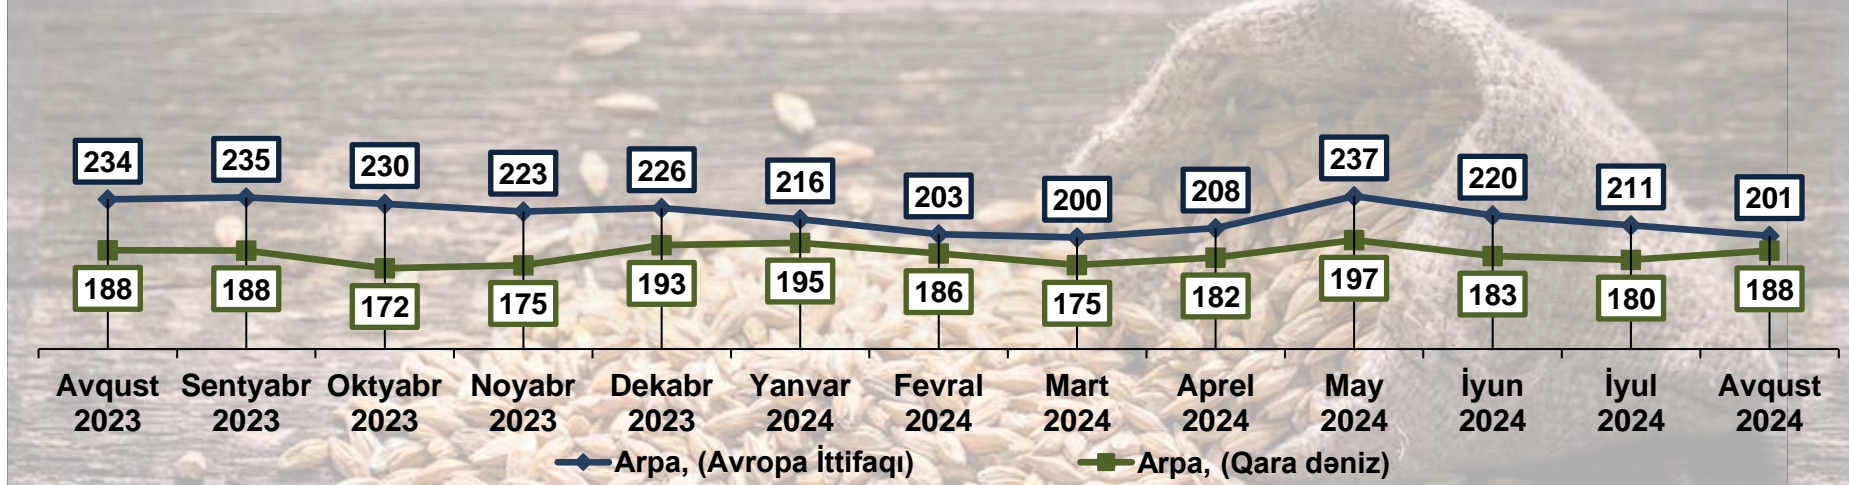 234 235 230 223 226 216 203 200 208 237 220 211 201
188 188 172 175 193 195 186 175 182 197 183 180 188
Avqust Sentyabr Oktyabr Noyabr Dekabr Yanvar Fevral Mart Aprel May İyun İyul Avqust
2023 2023 2023 2023 2023 2024 2024 2024 2024 2024 2024 2024 2024
Arpa, (Avropa İttifaqı) Arpa, (Qara dəniz)